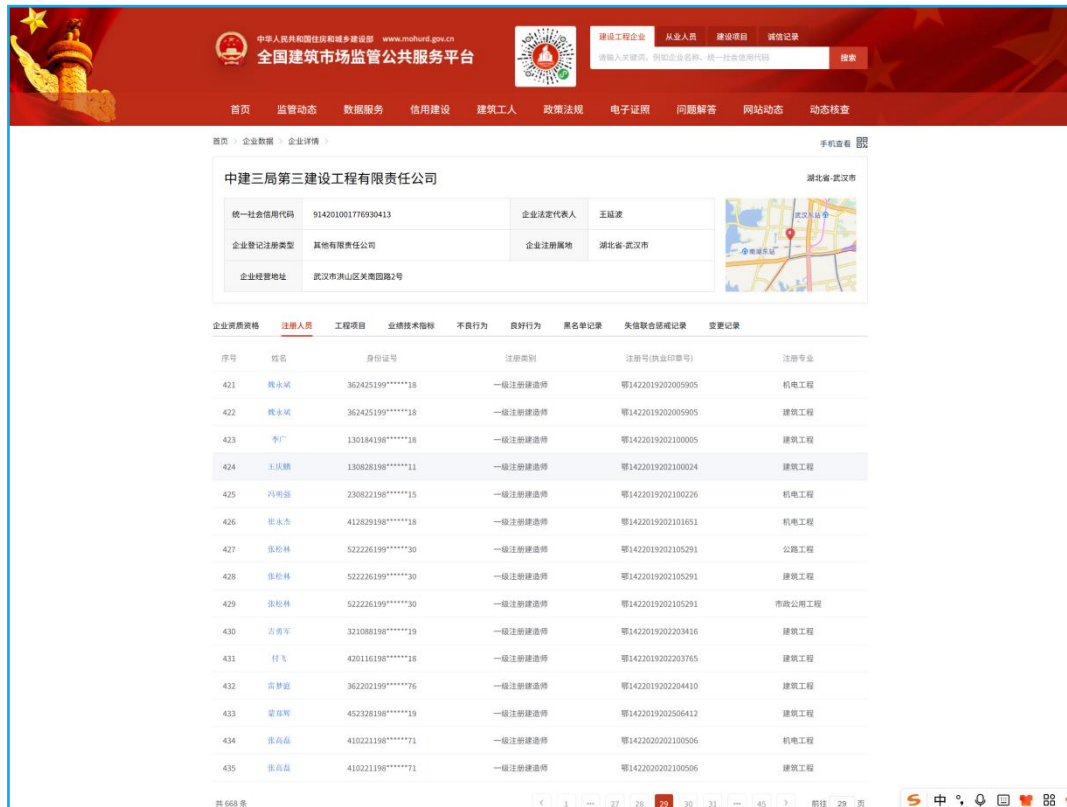 中华人民共和国住房和城乡建设部 www.mohurd.gov.cn
全国建筑市场监管公共服务平台
建设工程企业 从业人员 建设项目 诚信记录
请输入关键词，例如企业名称、统一社会信用代码 搜索
首页 监管动态 数据服务 信用建设 建筑工人 政策法规 电子证照 问题解答 网站动态 动态核查
首页 > 企业数据 > 企业详情 >
手机查看
中建三局第三建设工程有限责任公司
湖北省-武汉市
统一社会信用代码 914201001776930413 企业法定代表人 王延波
企业登记注册类型 其他有限责任公司 企业注册属地 湖北省-武汉市
企业经营地址 武汉市洪山区关南园路2号
武汉东站
南湖东站
企业资质资格 注册人员 工程项目 业绩技术指标 不良行为 良好行为 黑名单记录 失信联合惩戒记录 变更记录
序号 姓名 身份证号 注册类别 注册号(执业印章号) 注册专业
421 魏永斌 362425199******18 一级注册建造师 鄂1422019202005905 机电工程
422 魏永斌 362425199******18 一级注册建造师 鄂1422019202005905 建筑工程
423 李广 130184198******18 一级注册建造师 鄂1422019202100005 建筑工程
424 王庆鹏 130828198******11 一级注册建造师 鄂1422019202100024 建筑工程
425 冯明强 230822198******15 一级注册建造师 鄂1422019202100226 机电工程
426 张永杰 412829198******18 一级注册建造师 鄂1422019202101651 机电工程
427 张松林 522226199******30 一级注册建造师 鄂1422019202105291 公路工程
428 张松林 522226199******30 一级注册建造师 鄂1422019202105291 建筑工程
429 张松林 522226199******30 一级注册建造师 鄂1422019202105291 市政公用工程
430 吉勇军 321088198******19 一级注册建造师 鄂1422019202203416 建筑工程
431 付飞 420116198******18 一级注册建造师 鄂1422019202203765 建筑工程
432 362202199******76 一级注册建造师 鄂1422019202204410 建筑工程
433 452328198******19 一级注册建造师 鄂1422019202506412 建筑工程
434 张高磊 410221198******71 一级注册建造师 鄂1422020202100506 机电工程
435 张高磊 410221198******71 一级注册建造师 鄂1422020202100506 建筑工程
共 668 条
< 1 ··· 27 28 29 30 31 ··· 45 > 前往 29 页
中